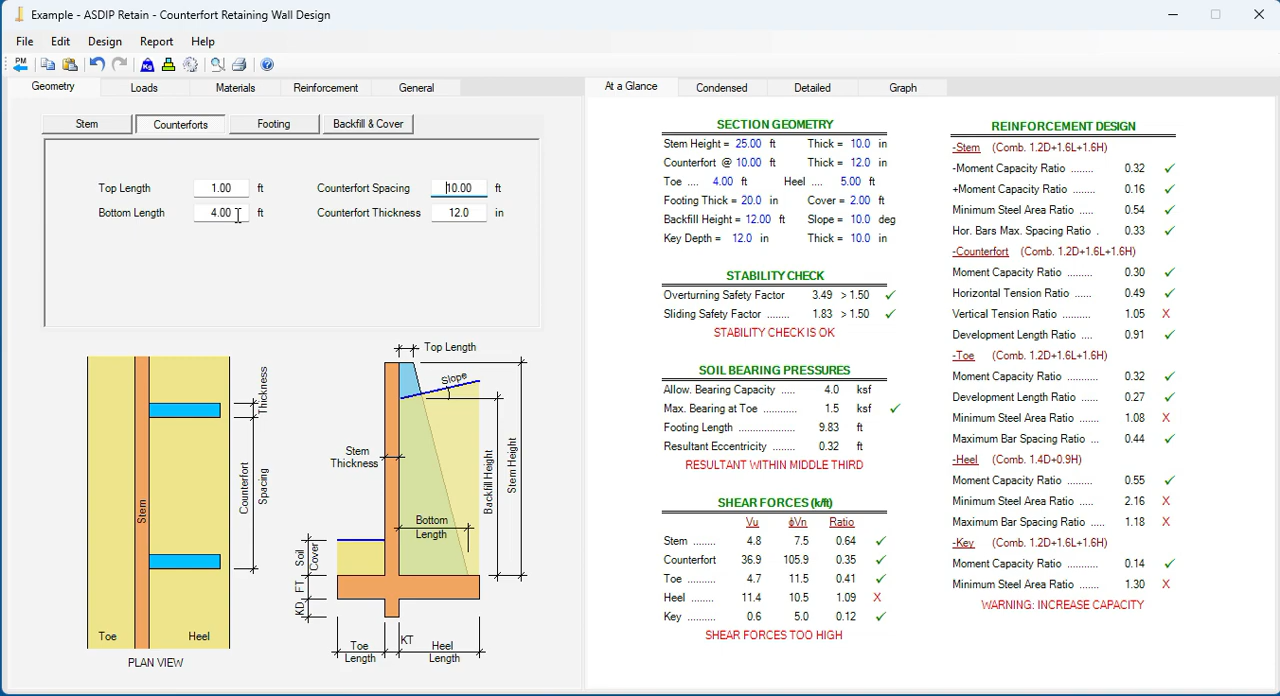 Example - ASDIP Retain - Counterfort Retaining Wall Design
File Edit Design Report Help
PM Kg
Geometry Loads Materials Reinforcement General
Stem Counterforts Footing Backfill & Cover
Top Length 1.00 ft Counterfort Spacing 10.00 ft
Bottom Length 4.00 ft Counterfort Thickness 12.0 in
Thickness
Counterfort
Spacing
Stem
Toe Heel
PLAN VIEW
Top Length
Slope
Stem
Thickness
Backfill Height
Stem Height
Bottom
Length
Soil
Cover
FT
KD
KT
Toe
Length
Heel
Length
At a Glance Condensed Detailed Graph
SECTION GEOMETRY
Stem Height = 25.00 ft Thick = 10.0 in
Counterfort @ 10.00 ft Thick = 12.0 in
Toe .... 4.00 ft Heel .... 5.00 ft
Footing Thick = 20.0 in Cover = 2.00 ft
Backfill Height = 12.00 ft Slope = 10.0 deg
Key Depth = 12.0 in Thick = 10.0 in
STABILITY CHECK
Overturning Safety Factor 3.49 > 1.50 ✓
Sliding Safety Factor ........ 1.83 > 1.50 ✓
STABILITY CHECK IS OK
SOIL BEARING PRESSURES
Allow. Bearing Capacity ..... 4.0 ksf
Max. Bearing at Toe ............ 1.5 ksf ✓
Footing Length .................... 9.83 ft
Resultant Eccentricity ........ 0.32 ft
RESULTANT WITHIN MIDDLE THIRD
SHEAR FORCES (k/ft)
Vu ϕVn Ratio
Stem ........ 4.8 7.5 0.64 ✓
Counterfort 36.9 105.9 0.35 ✓
Toe .......... 4.7 11.5 0.41 ✓
Heel ........ 11.4 10.5 1.09 X
Key .......... 0.6 5.0 0.12 ✓
SHEAR FORCES TOO HIGH
REINFORCEMENT DESIGN
-Stem (Comb. 1.2D+1.6L+1.6H)
-Moment Capacity Ratio ........ 0.32 ✓
+Moment Capacity Ratio ....... 0.16 ✓
Minimum Steel Area Ratio ..... 0.54 ✓
Hor. Bars Max. Spacing Ratio . 0.33 ✓
-Counterfort (Comb. 1.2D+1.6L+1.6H)
Moment Capacity Ratio ......... 0.30 ✓
Horizontal Tension Ratio ...... 0.49 ✓
Vertical Tension Ratio .......... 1.05 X
Development Length Ratio .... 0.91 ✓
-Toe (Comb. 1.2D+1.6L+1.6H)
Moment Capacity Ratio .......... 0.32 ✓
Development Length Ratio .... 0.27 ✓
Minimum Steel Area Ratio ...... 1.08 X
Maximum Bar Spacing Ratio ... 0.44 ✓
-Heel (Comb. 1.4D+0.9H)
Moment Capacity Ratio .......... 0.55 ✓
Minimum Steel Area Ratio ...... 2.16 X
Maximum Bar Spacing Ratio .... 1.18 X
-Key (Comb. 1.2D+1.6L+1.6H)
Moment Capacity Ratio .......... 0.14 ✓
Minimum Steel Area Ratio ...... 1.30 X
WARNING: INCREASE CAPACITY